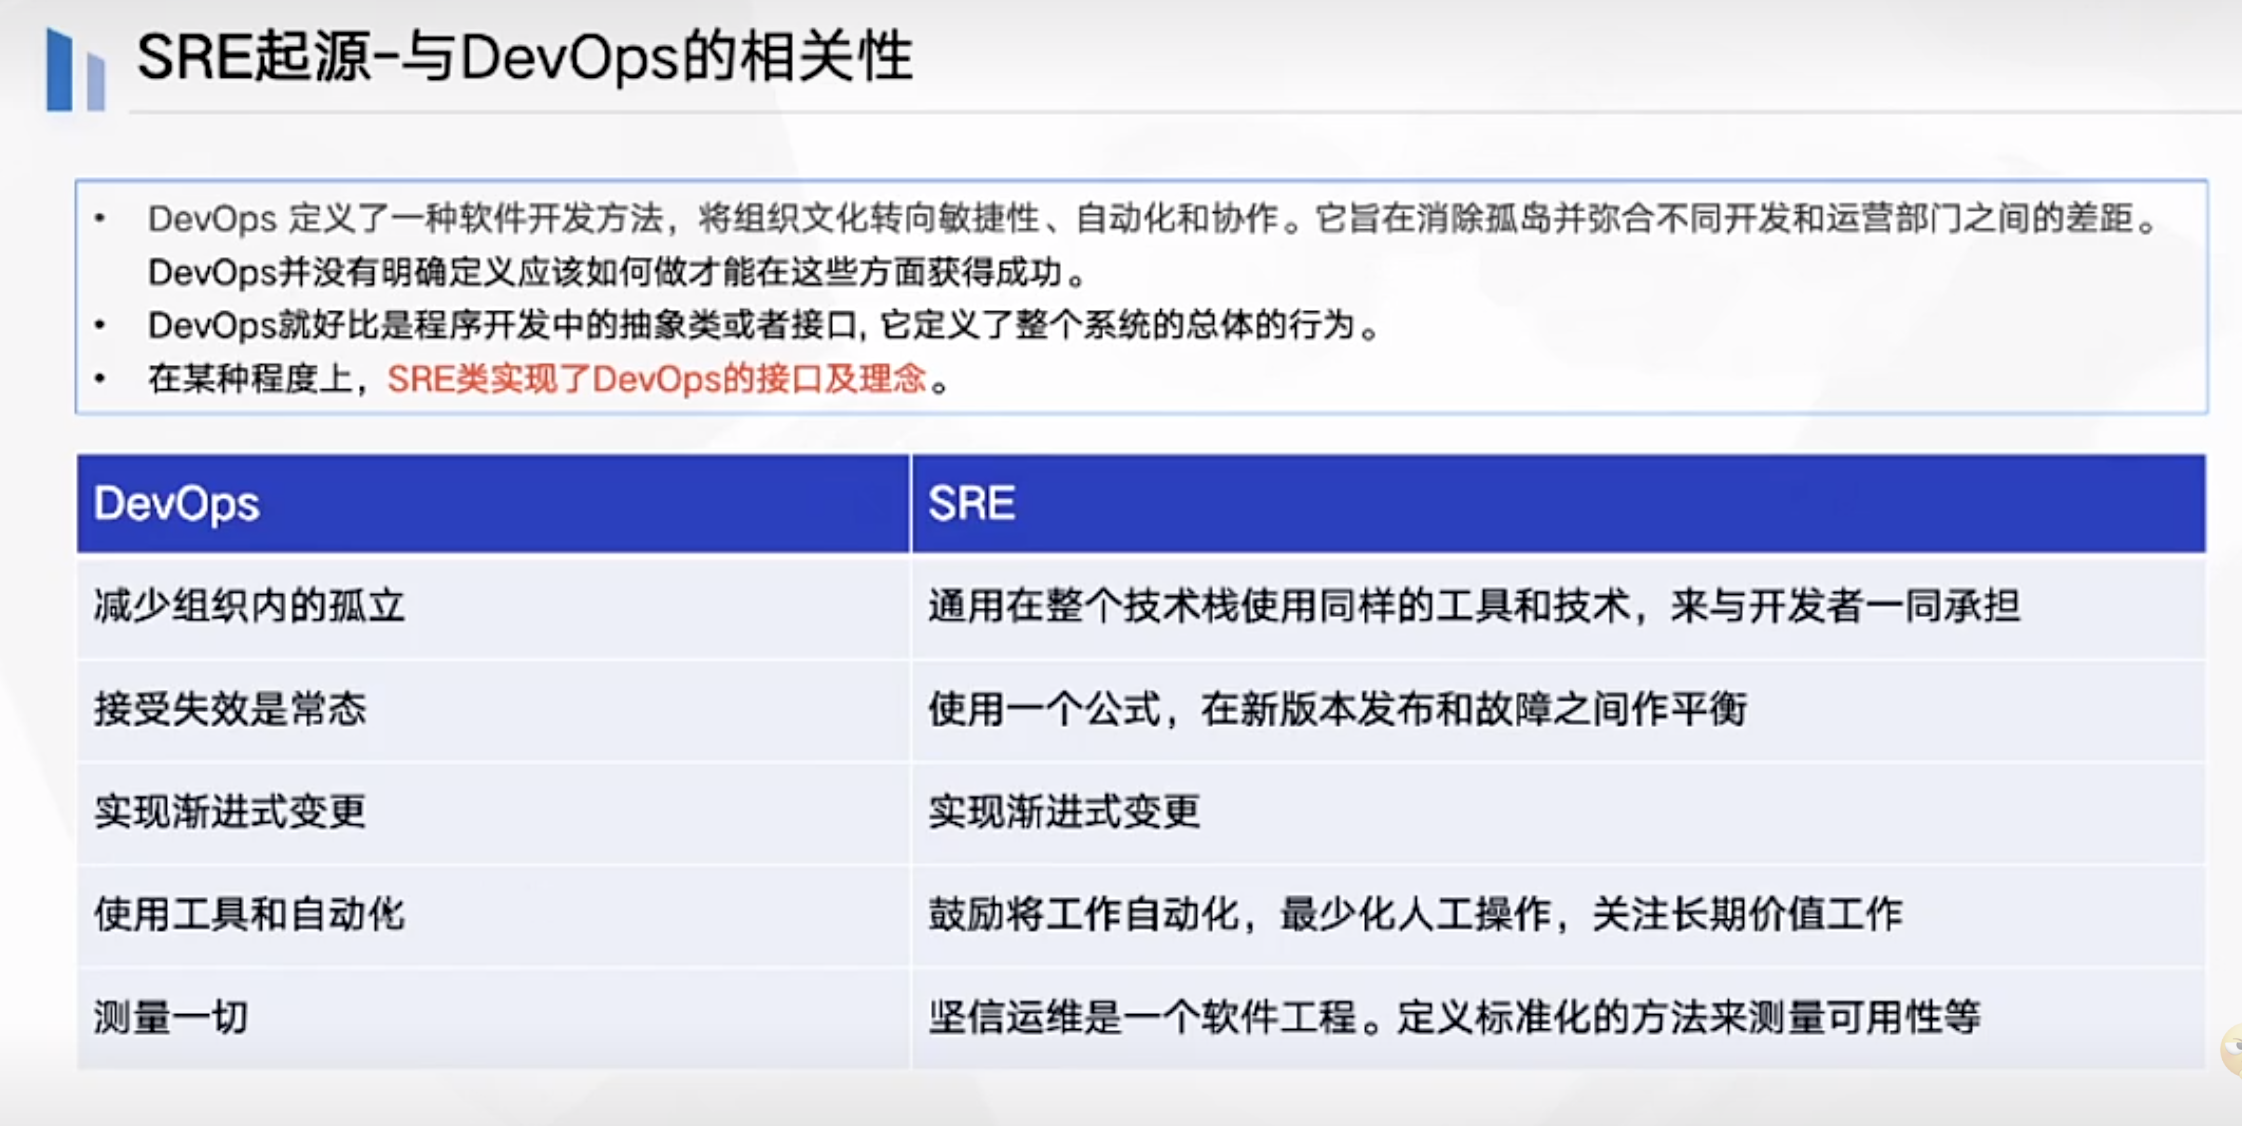 SRE起源-与DevOps的相关性
• DevOps 定义了一种软件开发方法，将组织文化转向敏捷性、自动化和协作。它旨在消除孤岛并弥合不同开发和运营部门之间的差距。
DevOps并没有明确定义应该如何做才能在这些方面获得成功。
• DevOps就好比是程序开发中的抽象类或者接口, 它定义了整个系统的总体的行为。
• 在某种程度上，SRE类实现了DevOps的接口及理念。
DevOps
SRE
减少组织内的孤立
通用在整个技术栈使用同样的工具和技术，来与开发者一同承担
接受失效是常态
使用一个公式，在新版本发布和故障之间作平衡
实现渐进式变更
实现渐进式变更
使用工具和自动化
鼓励将工作自动化，最少化人工操作，关注长期价值工作
测量一切
坚信运维是一个软件工程。定义标准化的方法来测量可用性等